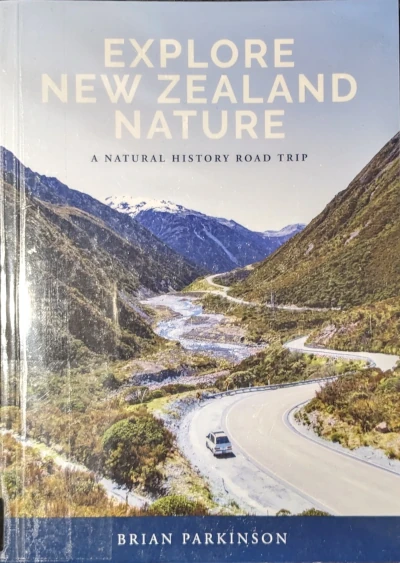 EXPLORE
NEW ZEALAND
NATURE
A NATURAL HISTORY ROAD TRIP
BRIAN PARKINSON